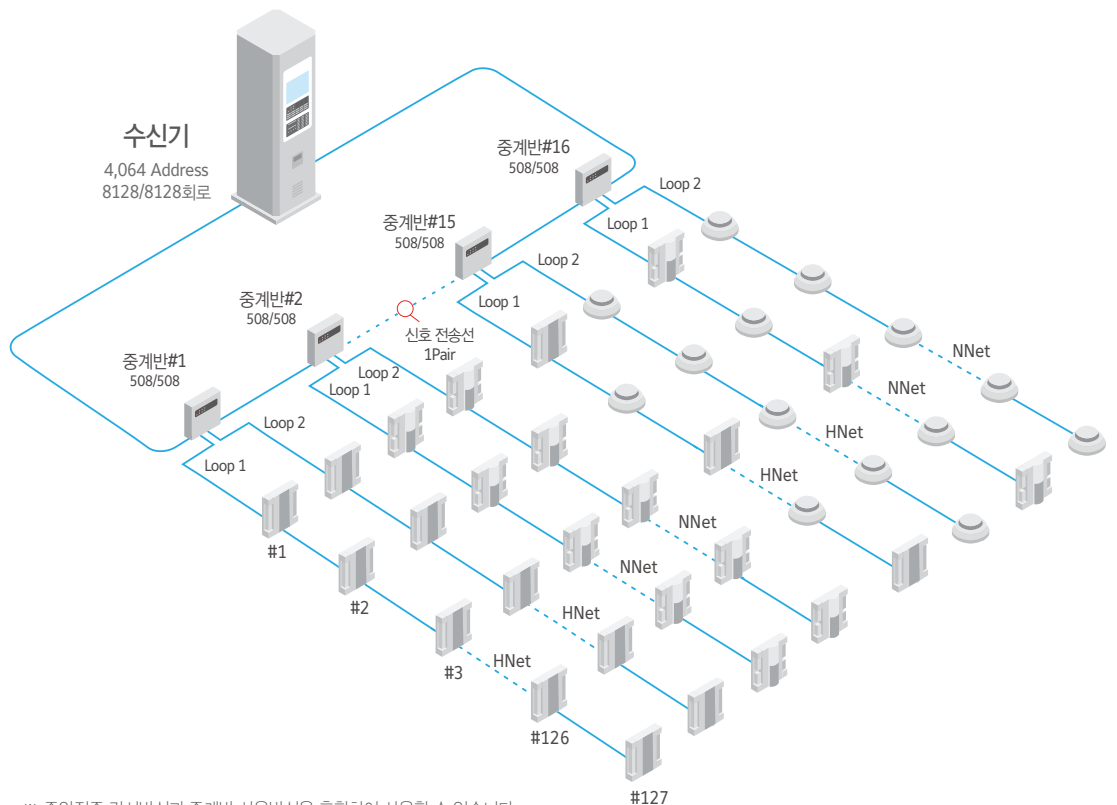 수신기
4,064 Address
8128/8128회로
중계반#16
508/508
Loop 2
Loop 1
중계반#15
508/508
Loop 2
Loop 1
중계반#2
508/508
신호 전송선
1Pair
Loop 2
Loop 1
중계반#1
508/508
Loop 2
Loop 1
NNet
NNet
HNet
HNet
NNet
NNet
HNet
HNet
#1
#2
#3
#126
#127